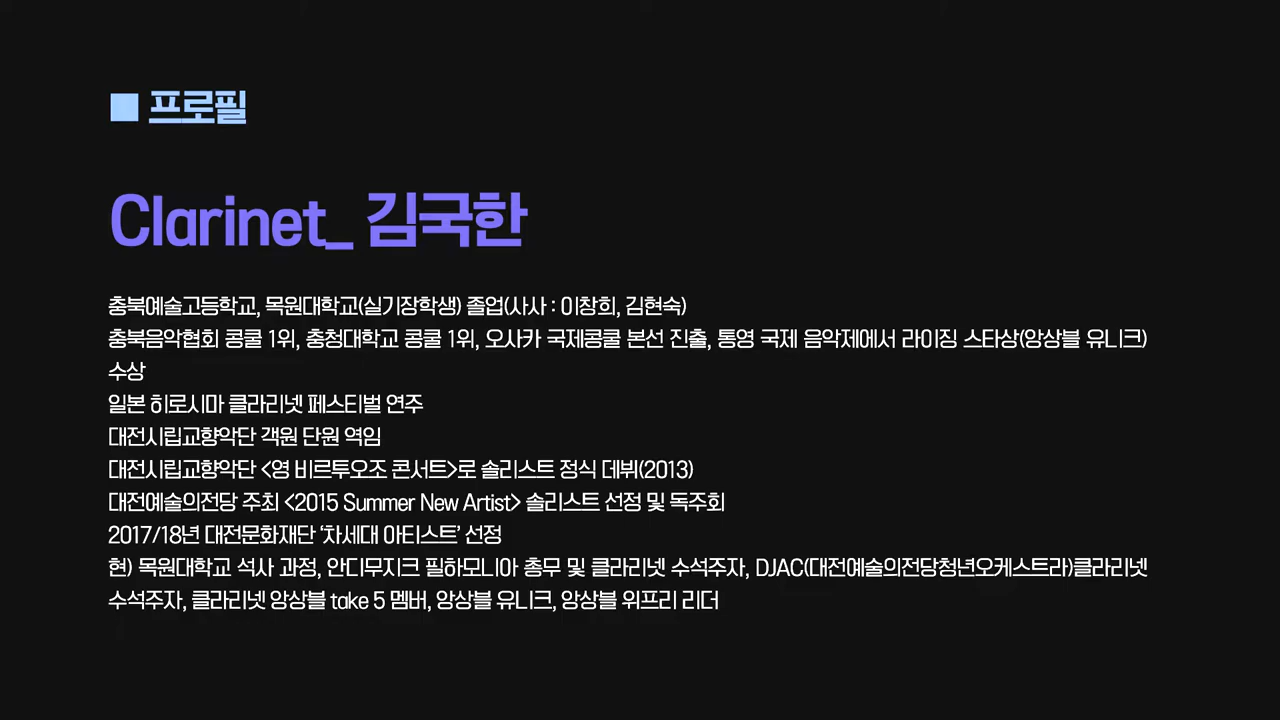 ■ 프로필
Clarinet_ 김국한
충북예술고등학교, 목원대학교(실기장학생) 졸업(사사 : 이창희, 김현숙)
충북음악협회 콩쿨 1위, 충청대학교 콩쿨 1위, 오사카 국제콩쿨 본선 진출, 통영 국제 음악제에서 라이징 스타상(앙상블 유니크)
수상
일본 히로시마 클라리넷 페스티벌 연주
대전시립교향악단 객원 단원 역임
대전시립교향악단 <영 비르투오조 콘서트>로 솔리스트 정식 데뷔(2013)
대전예술의전당 주최 <2015 Summer New Artist> 솔리스트 선정 및 독주회
2017/18년 대전문화재단 ‘차세대 아티스트’ 선정
현) 목원대학교 석사 과정, 안디무지크 필하모니아 총무 및 클라리넷 수석주자, DJAC(대전예술의전당청년오케스트라)클라리넷
수석주자, 클라리넷 앙상블 take 5 멤버, 앙상블 유니크, 앙상블 위프리 리더